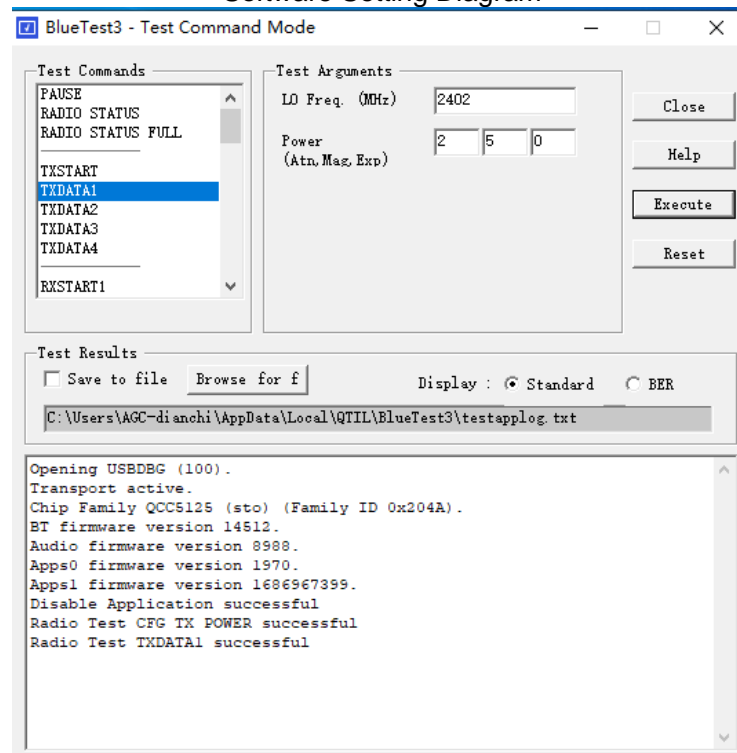 Software Setting Diagram
BlueTest3 - Test Command Mode
Test Commands
PAUSE
RADIO STATUS
RADIO STATUS FULL
TXSTART
TXDATA1
TXDATA2
TXDATA3
TXDATA4
RXSTART1
Test Arguments
LO Freq. (MHz) 2402
Power 2 5 0
(Atn, Mag, Exp)
Close
Help
Execute
Reset
Test Results
Save to file Browse for f Display : Standard BER
C:\Users\AGC-dianchi\AppData\Local\QTIL\BlueTest3\testapplog.txt
Opening USBDBG (100).
Transport active.
Chip Family QCC5125 (sto) (Family ID 0x204A).
BT firmware version 14512.
Audio firmware version 8988.
Apps0 firmware version 1970.
Apps1 firmware version 1686967399.
Disable Application successful
Radio Test CFG TX POWER successful
Radio Test TXDATA1 successful